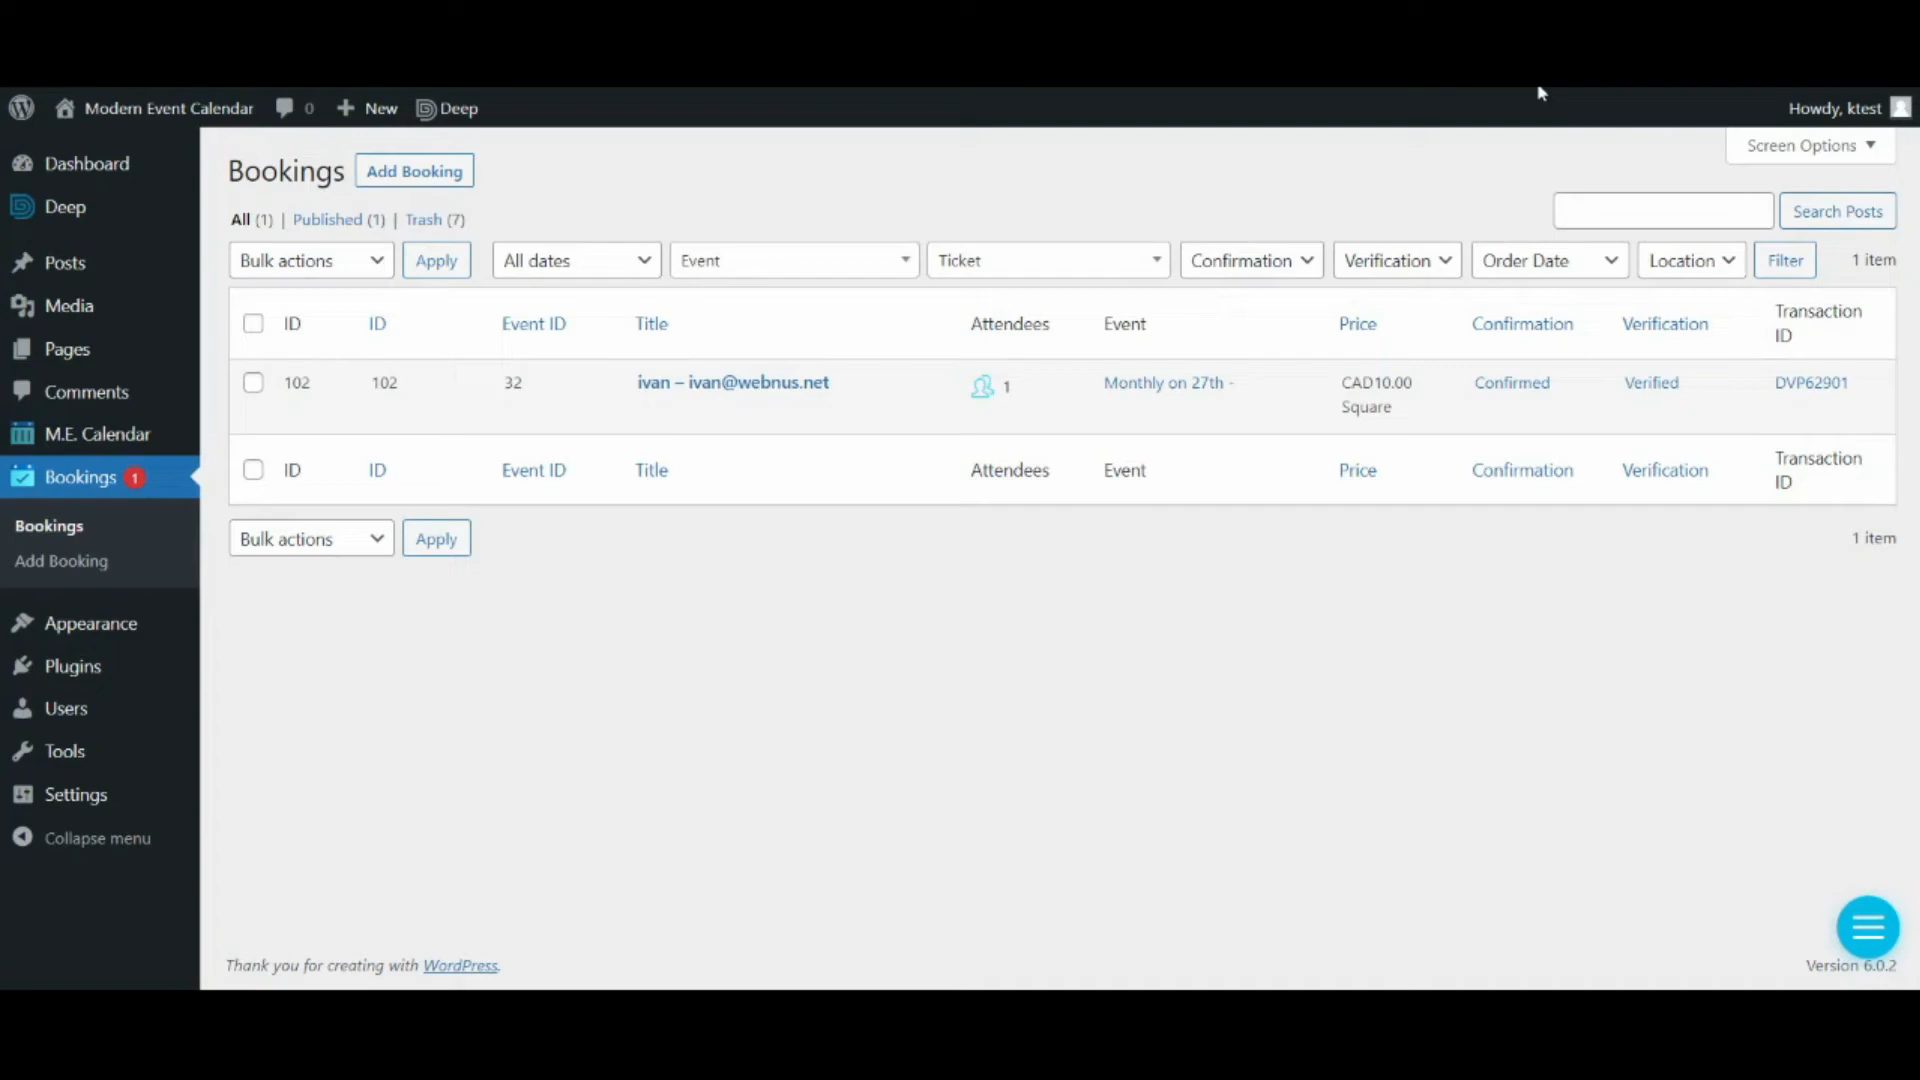 Modern Event Calendar 0 New Deep Howdy, ktest
Screen Options
Dashboard
Deep
Posts
Media
Pages
Comments
M.E. Calendar
Bookings 1
Bookings
Add Booking
Appearance
Plugins
Users
Tools
Settings
Collapse menu
Bookings Add Booking
All (1) | Published (1) | Trash (7)
Search Posts
Bulk actions Apply All dates Event Ticket Confirmation Verification Order Date Location Filter 1 item
ID ID Event ID Title Attendees Event Price Confirmation Verification Transaction
ID
102 102 32 ivan – ivan@webnus.net 1 Monthly on 27th - CAD10.00 Confirmed Verified DVP62901
Square
ID ID Event ID Title Attendees Event Price Confirmation Verification Transaction
ID
Bulk actions Apply 1 item
Thank you for creating with WordPress. Version 6.0.2